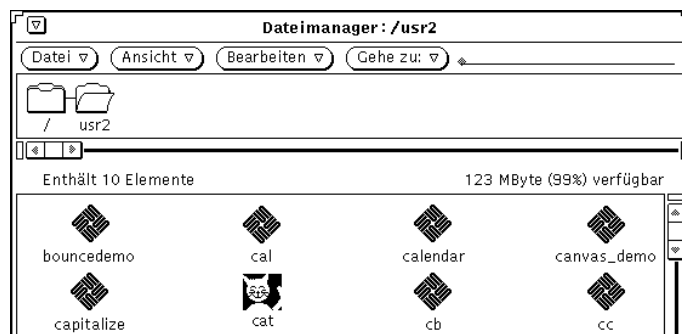 Dateimanager: /usr2
Datei Ansicht Bearbeiten Gehe zu:
/ usr2
Enthält 10 Elemente 123 MByte (99%) verfügbar
bouncedemo cal calendar canvas_demo
capitalize cat cb cc